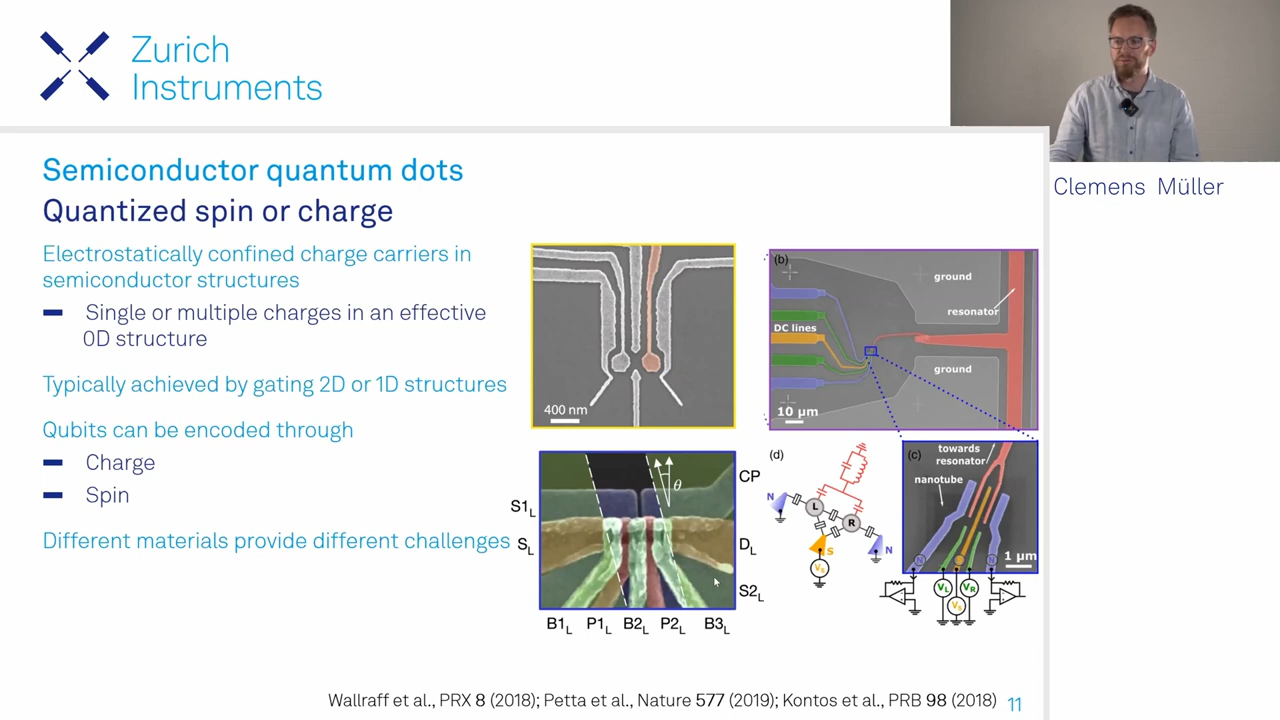 Zurich
Instruments
Clemens Müller
Semiconductor quantum dots
Quantized spin or charge
Electrostatically confined charge carriers in
semiconductor structures
Single or multiple charges in an effective
0D structure
Typically achieved by gating 2D or 1D structures
Qubits can be encoded through
Charge
Spin
Different materials provide different challenges
400 nm
(b)
ground
resonator
DC lines
ground
10 μm
CP
θ
S1L
SL
DL
S2L
B1L P1L B2L P2L B3L
(d)
N
L
R
S
N
VS
(c)
towards
resonator
nanotube
N
N
1 μm
VL
VR
VS
Wallraff et al., PRX 8 (2018); Petta et al., Nature 577 (2019); Kontos et al., PRB 98 (2018)
11